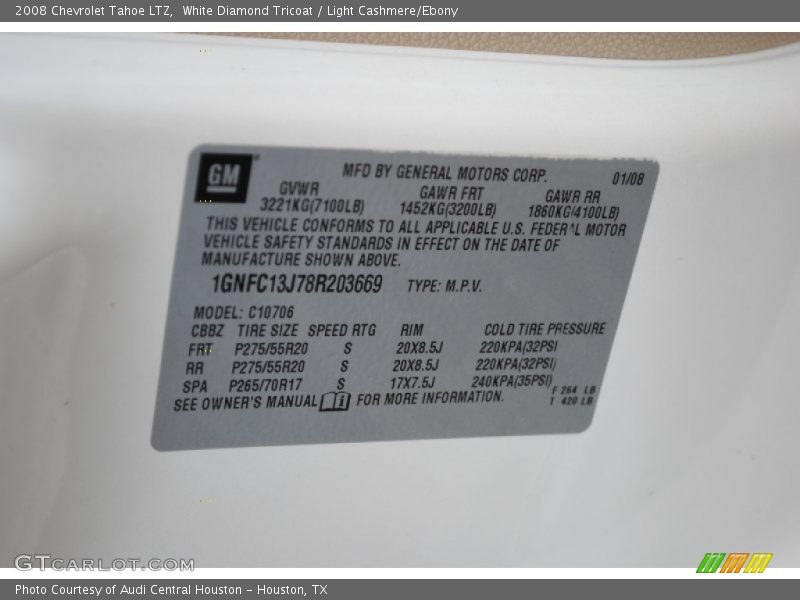 2008 Chevrolet Tahoe LTZ,  White Diamond Tricoat / Light Cashmere/Ebony
GM
MFD BY GENERAL MOTORS CORP. 01/08
GVWR GAWR FRT GAWR RR
3221KG(7100LB) 1452KG(3200LB) 1860KG(4100LB)
THIS VEHICLE CONFORMS TO ALL APPLICABLE U.S. FEDERAL MOTOR
VEHICLE SAFETY STANDARDS IN EFFECT ON THE DATE OF
MANUFACTURE SHOWN ABOVE.
1GNFC13J78R203669 TYPE: M.P.V.
MODEL: C10706
CBBZ TIRE SIZE SPEED RTG RIM COLD TIRE PRESSURE
FRT P275/55R20 S 20X8.5J 220KPA(32PSI)
RR P275/55R20 S 20X8.5J 220KPA(32PSI)
SPA P265/70R17 S 17X7.5J 240KPA(35PSI)
SEE OWNER'S MANUAL i FOR MORE INFORMATION.
F 264 LB
T 420 LB
GTCARLOT.COM
Photo Courtesy of Audi Central Houston - Houston, TX